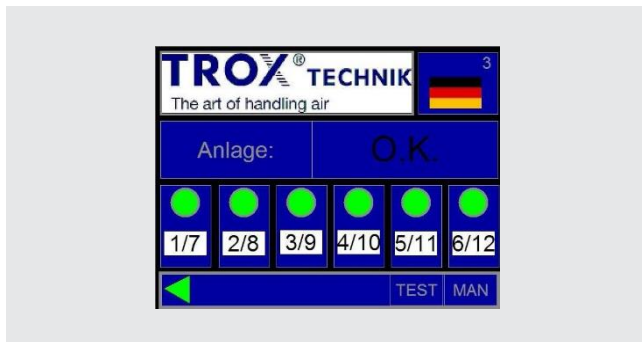 TROX® TECHNIK
The art of handling air
3
Anlage: O.K.
1/7 2/8 3/9 4/10 5/11 6/12
TEST MAN